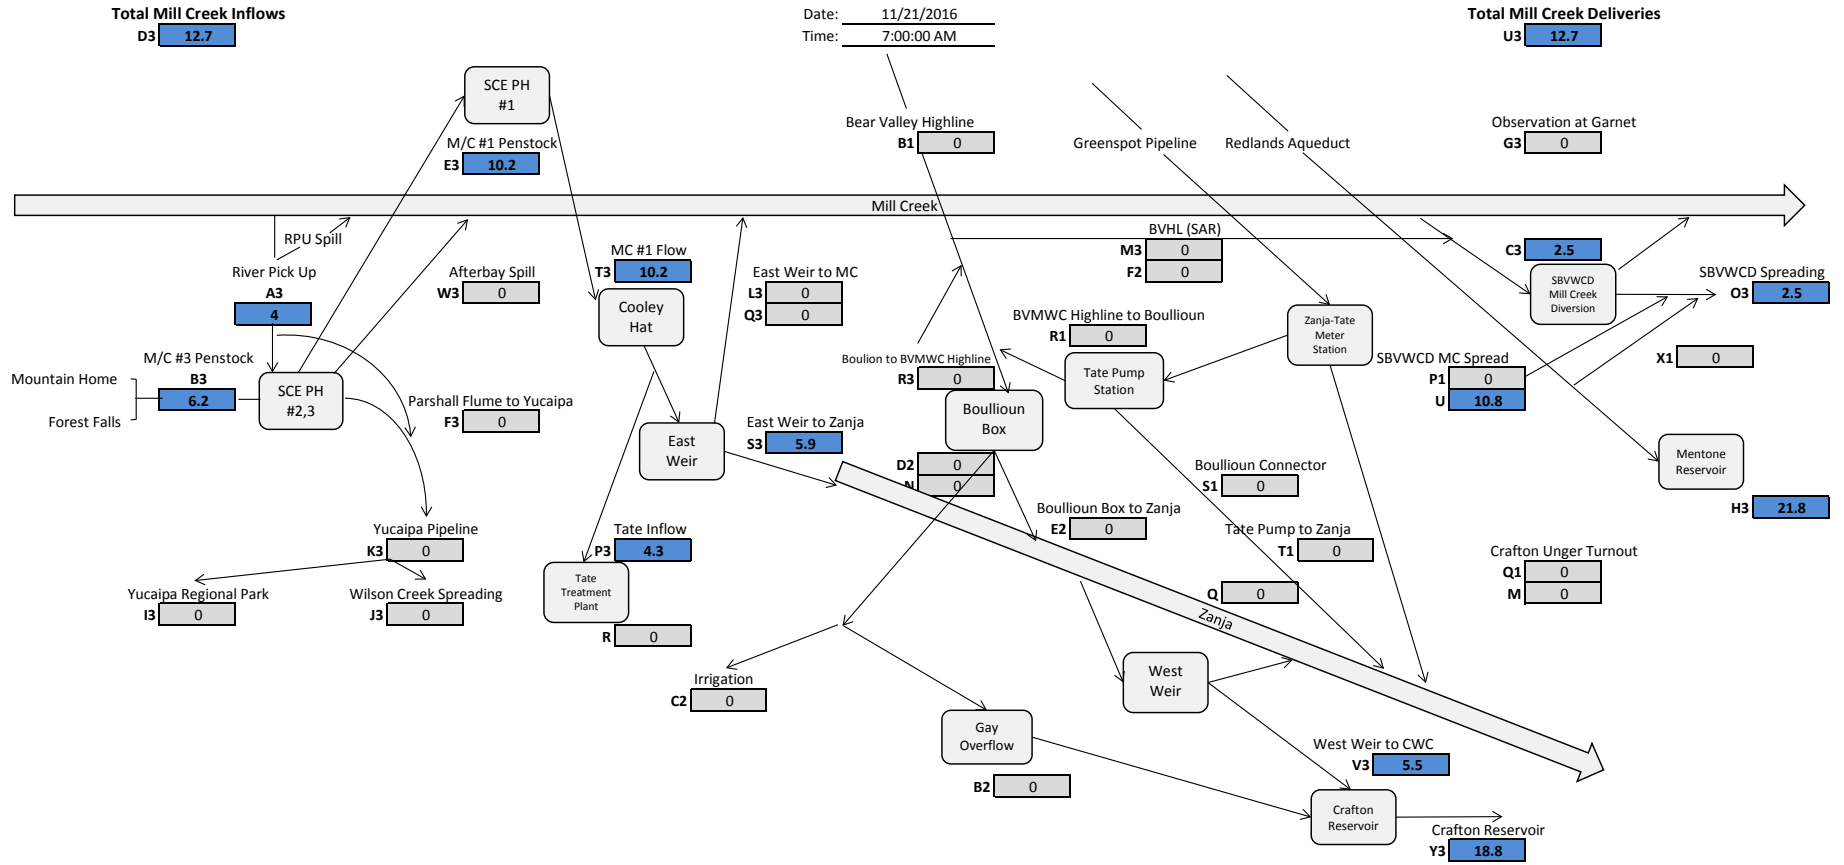 Total Mill Creek Inflows
D3 12.7
Date: 11/21/2016
Time: 7:00:00 AM
Total Mill Creek Deliveries
U3 12.7
SCE PH
#1
M/C #1 Penstock
E3 10.2
Bear Valley Highline
B1 0
Greenspot Pipeline
Redlands Aqueduct
Observation at Garnet
G3 0
Mill Creek
RPU Spill
River Pick Up
A3
4
Afterbay Spill
W3 0
MC #1 Flow
T3 10.2
Cooley
Hat
East Weir to MC
L3 0
Q3 0
BVHL (SAR)
M3 0
F2 0
C3 2.5
SBVWCD
Mill Creek
Diversion
SBVWCD Spreading
O3 2.5
BVMWC Highline to Boullioun
R1 0
Zanja-Tate
Meter
Station
M/C #3 Penstock
B3
6.2
Mountain Home
Forest Falls
SCE PH
#2,3
Boulion to BVMWC Highline
R3 0
Tate Pump
Station
SBVWCD MC Spread
P1 0
U 10.8
X1 0
Parshall Flume to Yucaipa
F3 0
East
Weir
East Weir to Zanja
S3 5.9
Boullioun
Box
D2 0
N 0
Boullioun Connector
S1 0
Mentone
Reservoir
H3 21.8
Boullioun Box to Zanja
E2 0
Yucaipa Pipeline
K3 0
Tate Inflow
P3 4.3
Tate
Treatment
Plant
R 0
Tate Pump to Zanja
T1 0
Q 0
Zanja
Crafton Unger Turnout
Q1 0
M 0
Yucaipa Regional Park
I3 0
Wilson Creek Spreading
J3 0
Irrigation
C2 0
West
Weir
Gay
Overflow
B2 0
West Weir to CWC
V3 5.5
Crafton
Reservoir
Crafton Reservoir
Y3 18.8